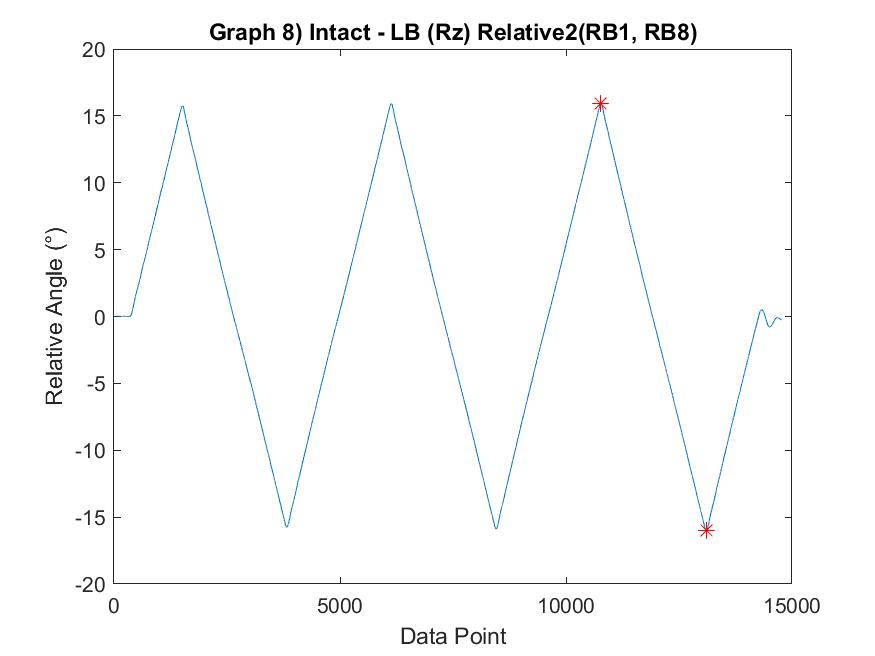 Graph 8) Intact - LB (Rz) Relative2(RB1, RB8)
20
15
10
5
0
-5
-10
-15
-20
Relative Angle (°)
0 5000 10000 15000
Data Point